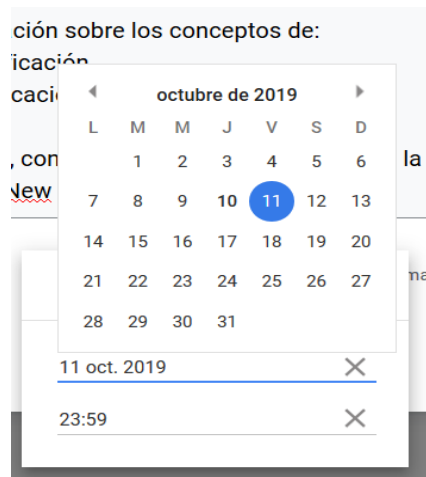 ción sobre los conceptos de:
ficación
cació
octubre de 2019
L M M J V S D
1 2 3 4 5 6
, con la
7 8 9 10 11 12 13
New
14 15 16 17 18 19 20
21 22 23 24 25 26 27
ma
28 29 30 31
11 oct. 2019
23:59